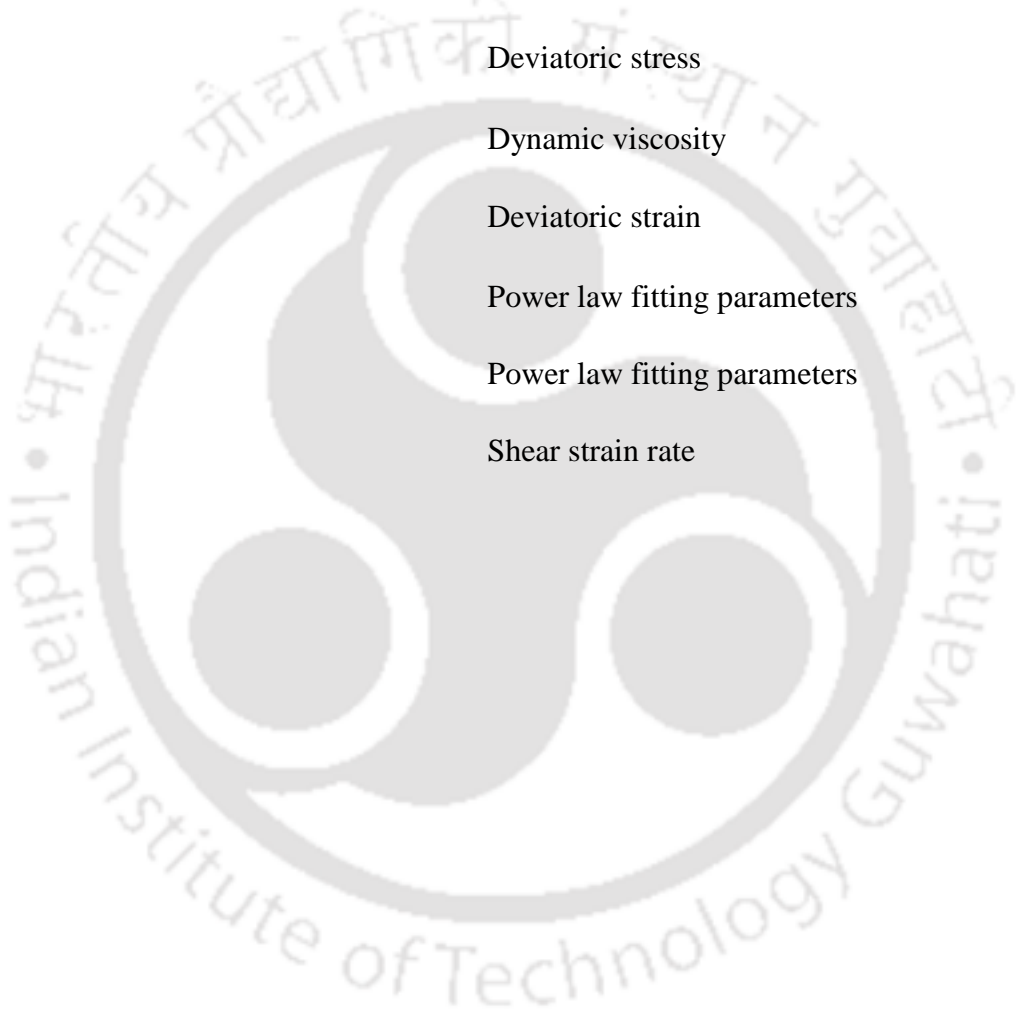 Deviatoric stress
Dynamic viscosity
Deviatoric strain
Power law fitting parameters
Power law fitting parameters
Shear strain rate
भारतीय प्रौद्योगिकी संस्थान गुवाहाटी
• Indian Institute of Technology Guwahati •